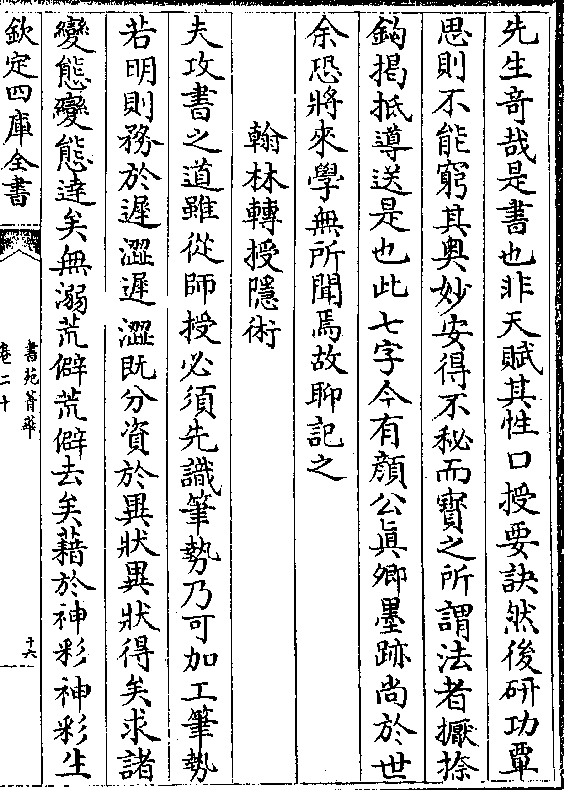 先生奇哉是書也非天賦其性口授要訣然後研功覃
思則不能窮其奥妙安得不秘而寳之所謂法者擫捺
鈎揭抵導送是也此七字今有顔公真卿墨跡尚於世
余恐將來學無所聞焉故聊記之
翰林轉授隱術
夫攻書之道雖從師授必須先識筆勢乃可加工筆勢
若明則務於遲澀遲澀既分資於異狀異狀得矣求諸
變態變態逹矣無溺荒僻荒僻去矣藉於神彩神彩生
欽定四庫全書
書苑菁華
卷二十
十六